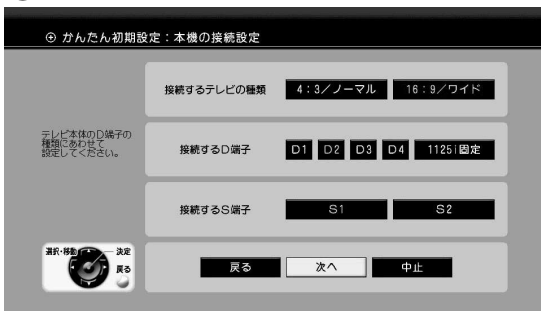 ⊕ かんたん初期設定：本機の接続設定
接続するテレビの種類 4：3／ノーマル 16：9／ワイド
テレビ本体のD端子の
種類にあわせて
設定してください。
接続するD端子 D1 D2 D3 D4 1125i固定
接続するS端子 S1 S2
選択・移動 決定
戻る
戻る 次へ 中止